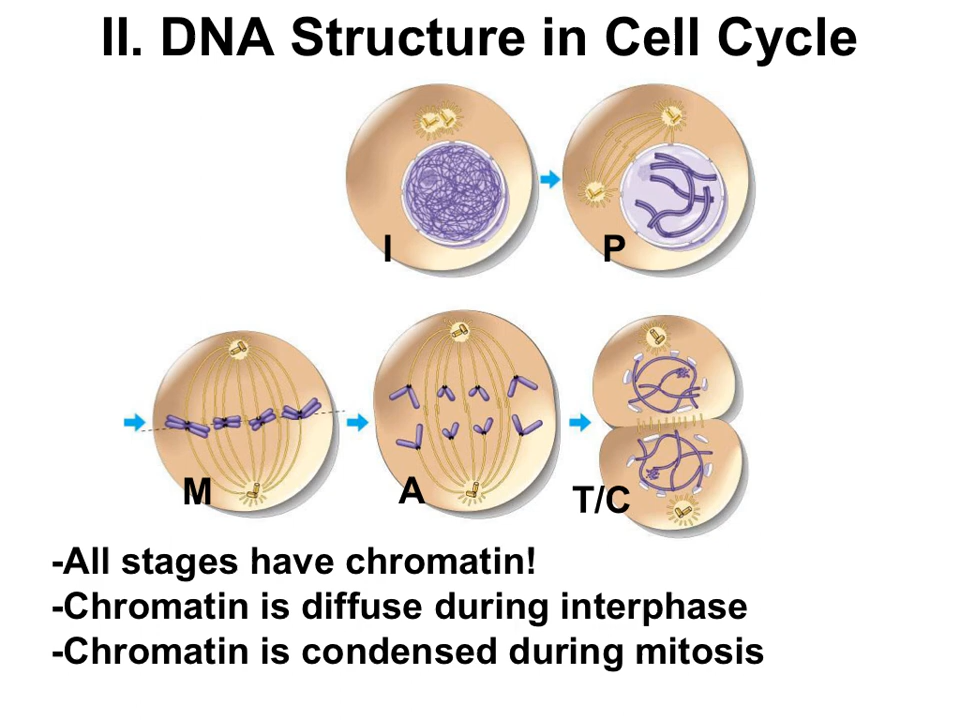 II. DNA Structure in Cell Cycle
I
P
M
A
T/C
-All stages have chromatin!
-Chromatin is diffuse during interphase
-Chromatin is condensed during mitosis